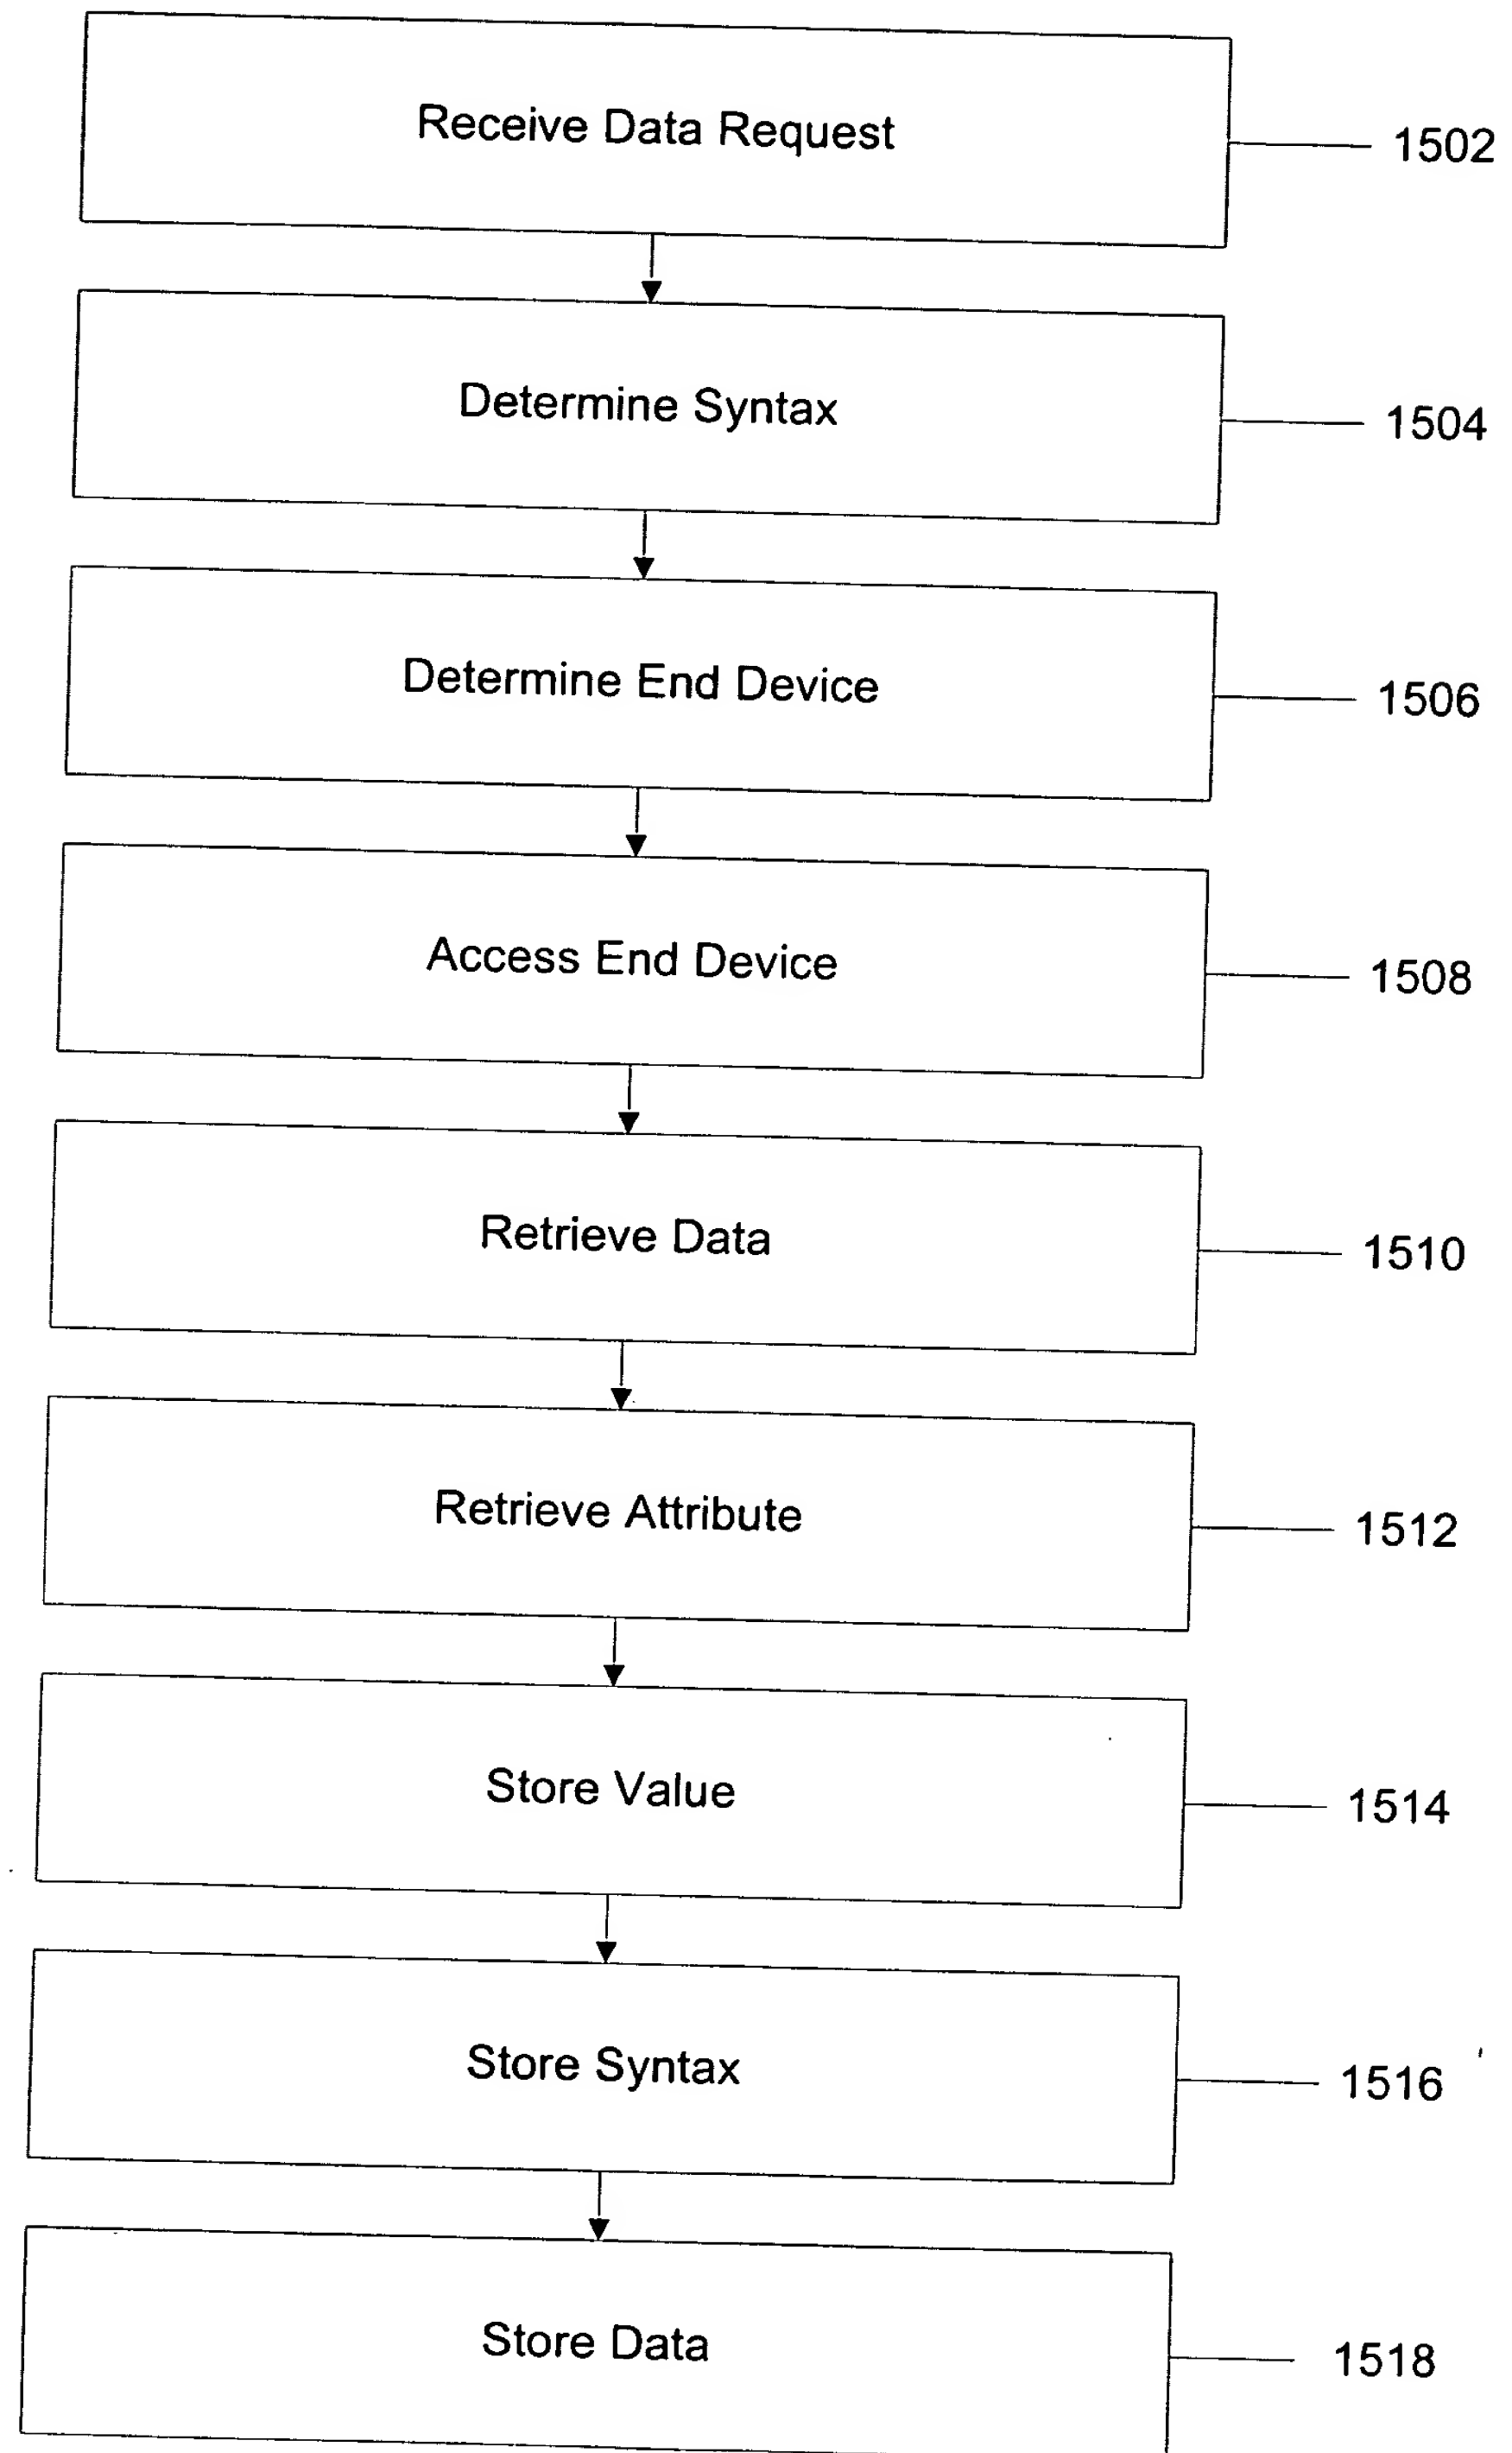 Receive Data Request
1502
Determine Syntax
1504
Determine End Device
1506
Access End Device
1508
Retrieve Data
1510
Retrieve Attribute
1512
Store Value
1514
Store Syntax
1516
Store Data
1518